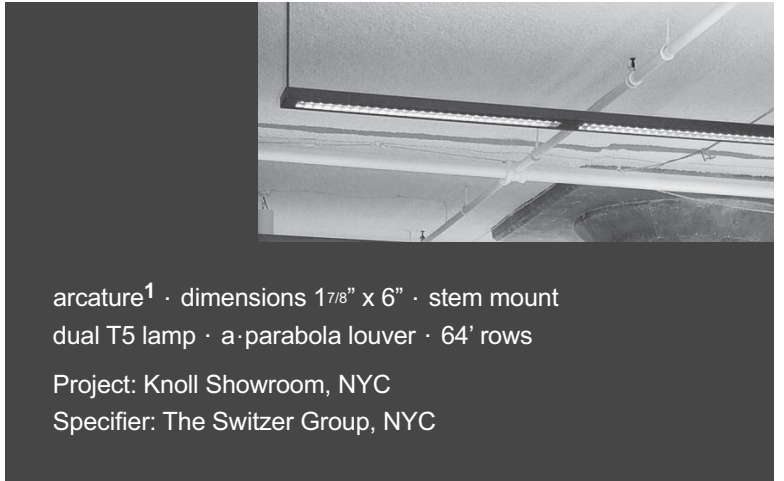 arcature1 · dimensions 17/8” x 6” · stem mount
dual T5 lamp · a·parabola louver · 64’ rows
Project: Knoll Showroom, NYC
Specifier: The Switzer Group, NYC